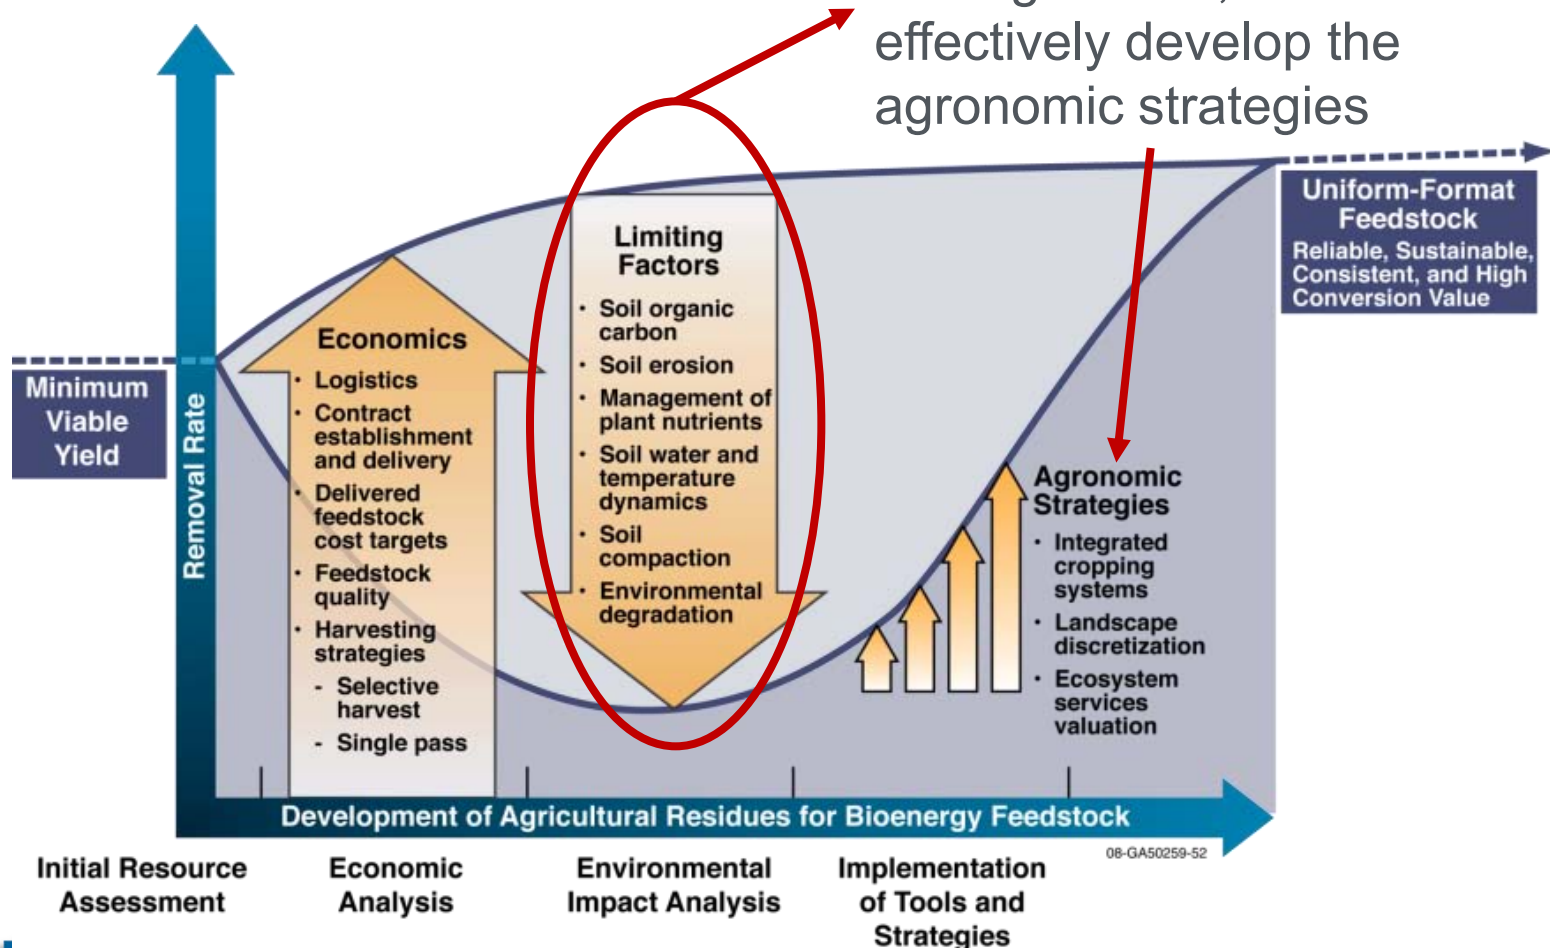 effectively develop the
agronomic strategies
Uniform-Format
Feedstock
Reliable, Sustainable,
Consistent, and High
Conversion Value
Minimum
Viable
Yield
Removal Rate
Economics
· Logistics
· Contract
establishment
and delivery
· Delivered
feedstock
cost targets
· Feedstock
quality
· Harvesting
strategies
- Selective
harvest
- Single pass
Limiting
Factors
· Soil organic
carbon
· Soil erosion
· Management of
plant nutrients
· Soil water and
temperature
dynamics
· Soil
compaction
· Environmental
degradation
Agronomic
Strategies
· Integrated
cropping
systems
· Landscape
discretization
· Ecosystem
services
valuation
Development of Agricultural Residues for Bioenergy Feedstock
08-GA50259-52
Initial Resource
Assessment
Economic
Analysis
Environmental
Impact Analysis
Implementation
of Tools and
Strategies